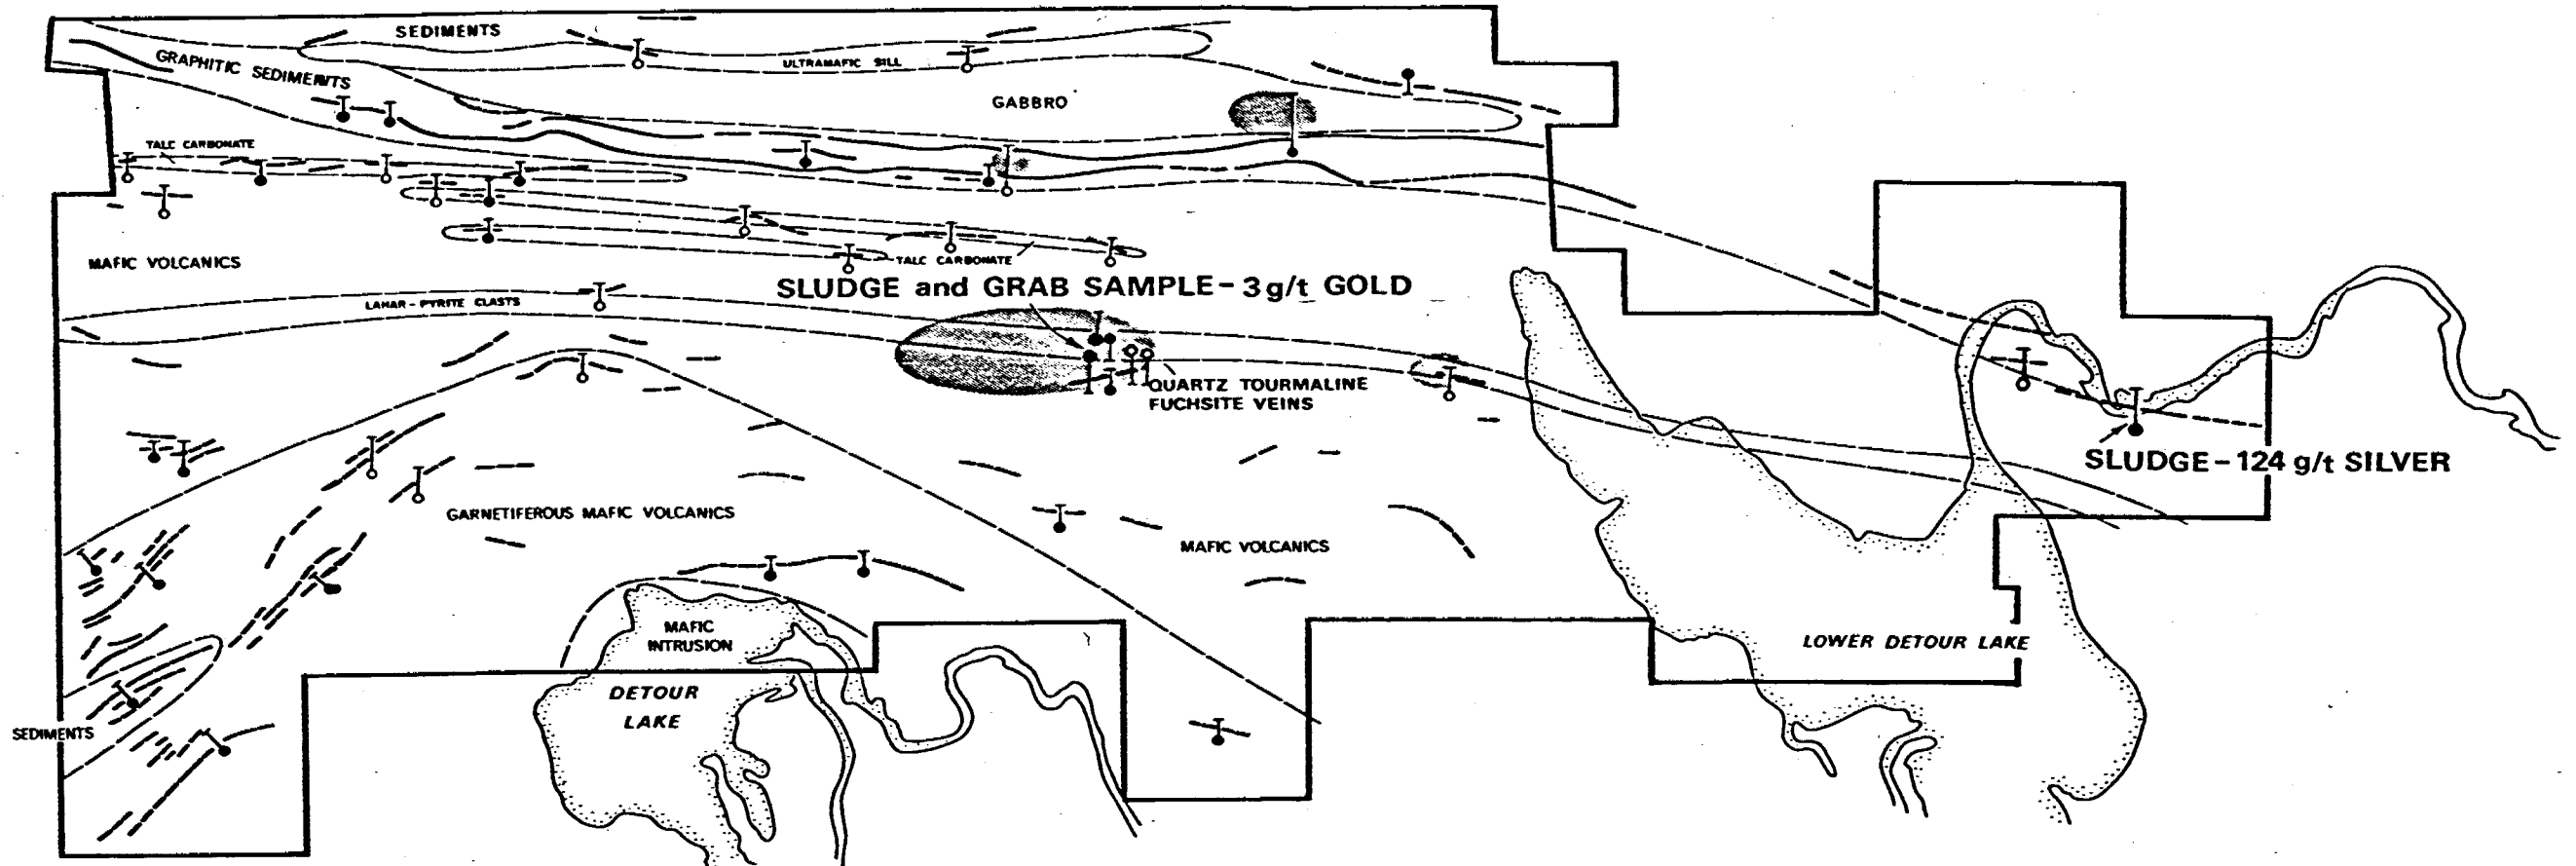 SEDIMENTS
GRAPHITIC SEDIMENTS
ULTRAMAFIC SILL
GABBRO
TALC CARBONATE
MAFIC VOLCANICS
TALC CARBONATE
SLUDGE and GRAB SAMPLE - 3 g/t GOLD
LAHAR - PYRITE CLASTS
QUARTZ TOURMALINE
FUCHSITE VEINS
SLUDGE - 124 g/t SILVER
GARNETIFEROUS MAFIC VOLCANICS
MAFIC VOLCANICS
MAFIC
INTRUSION
LOWER DETOUR LAKE
DETOUR
LAKE
SEDIMENTS